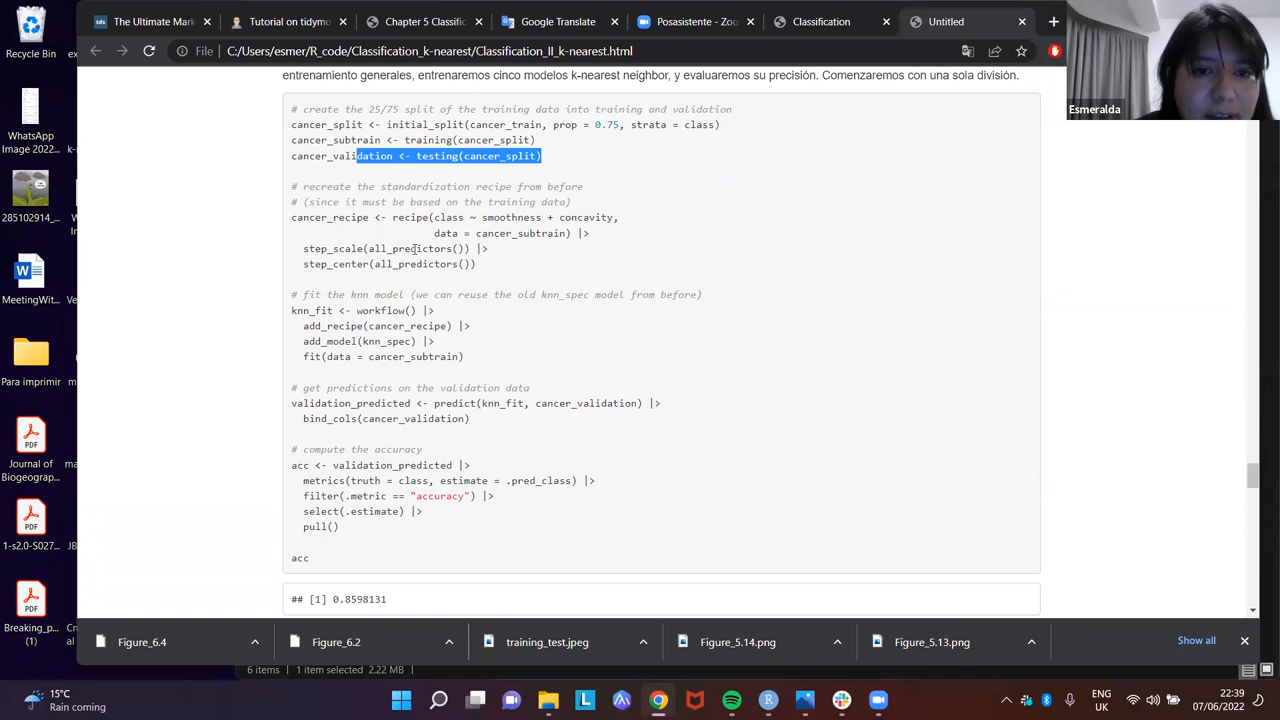 The Ultimate Mark
Tutorial on tidymo
Chapter 5 Classific
Google Translate
Posasistente - Zo
Classification
Untitled
C:/Users/esmer/R_code/Classification_k-nearest/Classification_II_k-nearest.html
Esmeralda
Recycle Bin
WhatsApp
Image 2022...
285102914_...
MeetingWit...
Para imprimir
Journal of
Biogeograp...
1-s2.0-S027...
Breaking_p...
(1)
entrenamiento generales, entrenaremos cinco modelos k-nearest neighbor, y evaluaremos su precisión. Comenzaremos con una sola división.
# create the 25/75 split of the training data into training and validation
cancer_split <- initial_split(cancer_train, prop = 0.75, strata = class)
cancer_subtrain <- training(cancer_split)
cancer_validation <- testing(cancer_split)
# recreate the standardization recipe from before
# (since it must be based on the training data)
cancer_recipe <- recipe(class ~ smoothness + concavity,
data = cancer_subtrain) |>
step_scale(all_predictors()) |>
step_center(all_predictors())
# fit the knn model (we can reuse the old knn_spec model from before)
knn_fit <- workflow() |>
add_recipe(cancer_recipe) |>
add_model(knn_spec) |>
fit(data = cancer_subtrain)
# get predictions on the validation data
validation_predicted <- predict(knn_fit, cancer_validation) |>
bind_cols(cancer_validation)
# compute the accuracy
acc <- validation_predicted |>
metrics(truth = class, estimate = .pred_class) |>
filter(.metric == "accuracy") |>
select(.estimate) |>
pull()
acc
## [1] 0.8598131
Figure_6.4
Figure_6.2
training_test.jpeg
Figure_5.14.png
Figure_5.13.png
Show all
6 items
1 item selected 2.22 MB
15°C
Rain coming
ENG
UK
22:39
07/06/2022